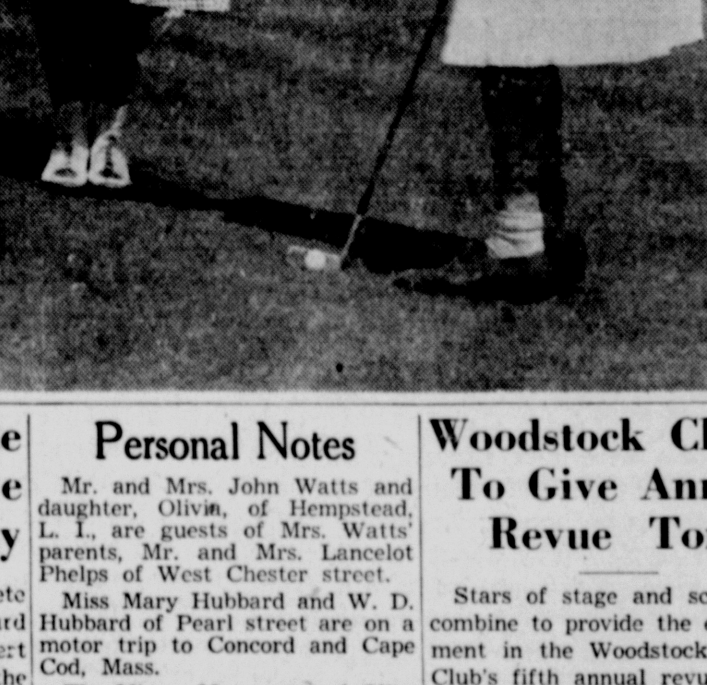 Personal Notes
Mr. and Mrs. John Watts and
daughter, Olivia, of Hempstead,
L. I., are guests of Mrs. Watts'
parents, Mr. and Mrs. Lancelot
Phelps of West Chester street.
Miss Mary Hubbard and W. D.
Hubbard of Pearl street are on a
motor trip to Concord and Cape
Cod, Mass.
Woodstock
To Give
Revue
Stars of stage and
combine to provide the
ment in the Woodstock
Club's fifth annual